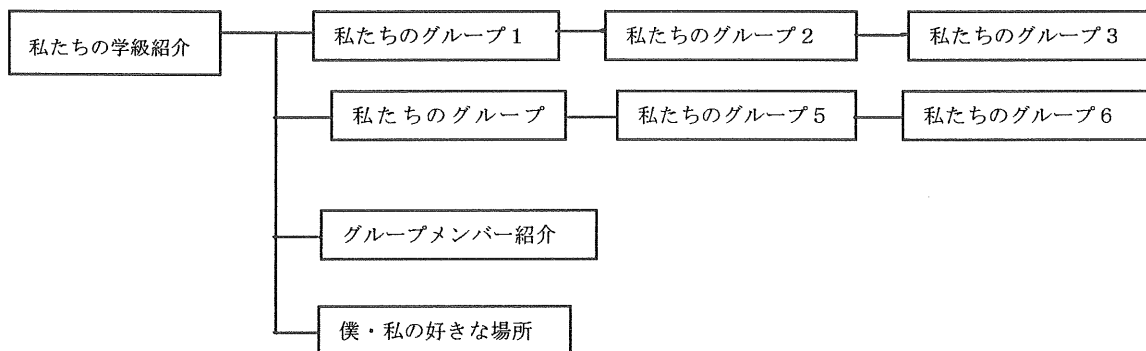 私たちの学級紹介
私たちのグループ1
私たちのグループ2
私たちのグループ3
私たちのグループ
私たちのグループ5
私たちのグループ6
グループメンバー紹介
僕・私の好きな場所